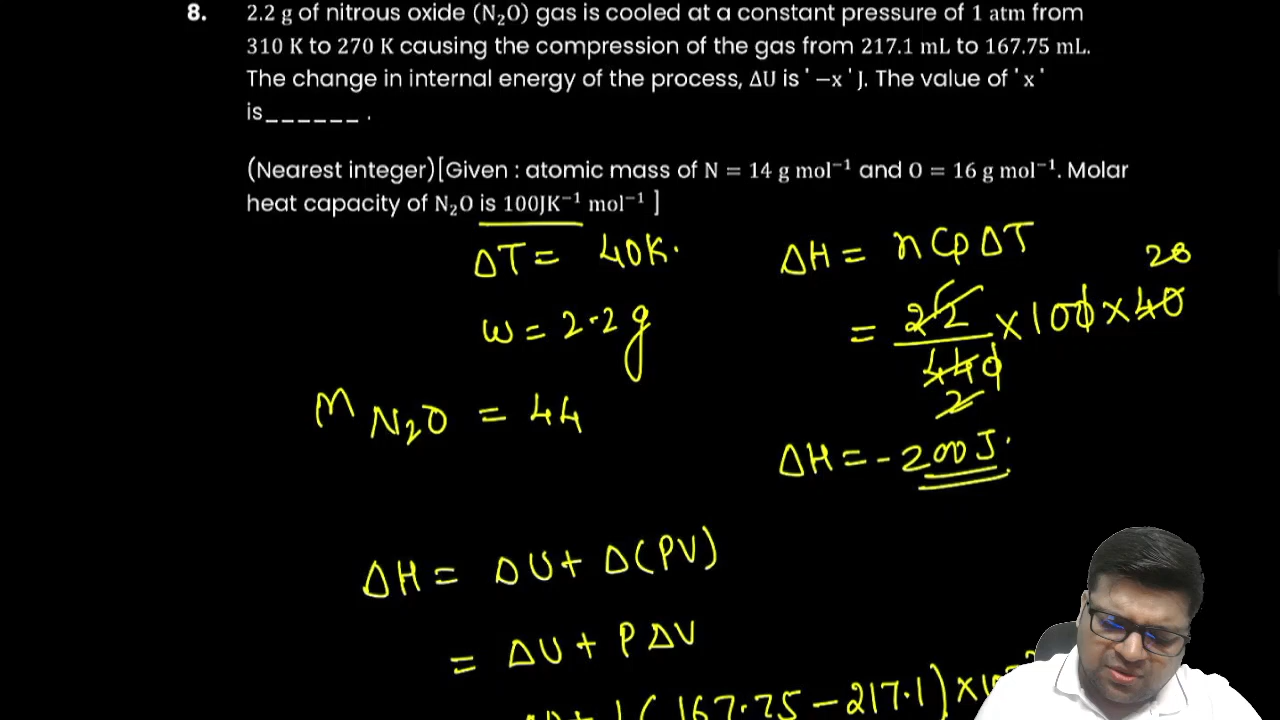 8. 2.2 g of nitrous oxide (N₂O) gas is cooled at a constant pressure of 1 atm from
310 K to 270 K causing the compression of the gas from 217.1 mL to 167.75 mL.
The change in internal energy of the process, ΔU is ' −x ' J. The value of ' x '
is______ .
(Nearest integer)[Given : atomic mass of N = 14 g mol⁻¹ and O = 16 g mol⁻¹. Molar
heat capacity of N₂O is 100JK⁻¹ mol⁻¹ ]
ΔT = 40K.
w = 2.2 g
M N₂O = 44
ΔH = n Cp ΔT
20
= 22/440 × 100 × 40
2
ΔH = -200 J.
ΔH = ΔU + Δ(PV)
= ΔU + PΔV
1 (167.75 - 217.1) ×